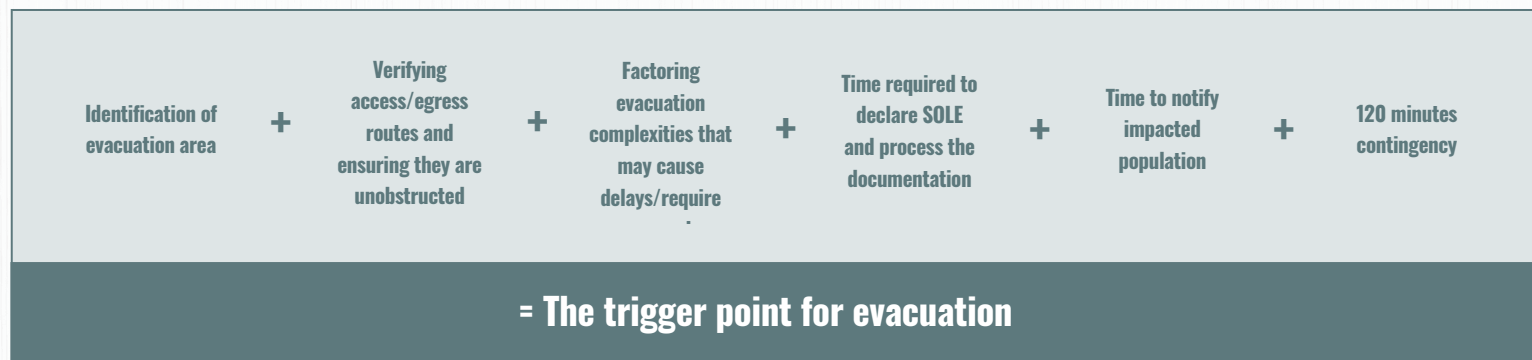 Identification of
evacuation area
+
Verifying
access/egress
routes and
ensuring they are
unobstructed
+
Factoring
evacuation
complexities that
may cause
delays/require
+
Time required to
declare SOLE
and process the
documentation
+
Time to notify
impacted
population
+
120 minutes
contingency
= The trigger point for evacuation